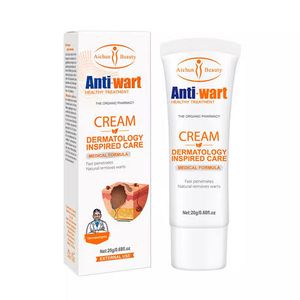 Aichun Beauty
Anti-wart
HEALTHY TREATMENT
THE ORGANIC PHARMACY
CREAM
DERMATOLOGY
INSPIRED CARE
MEDICAL FORMULA
Fast penetrates
Natural removes warts
Net:20g/0.68fl.oz
EXTERNAL USE
Aichun Beauty
Anti-wart
HEALTHY TREATMENT
THE ORGANIC PHARMACY
CREAM
DERMATOLOGY
INSPIRED CARE
MEDICAL FORMULA
Fast penetrates
Natural removes warts
Net:20g/0.68fl.oz